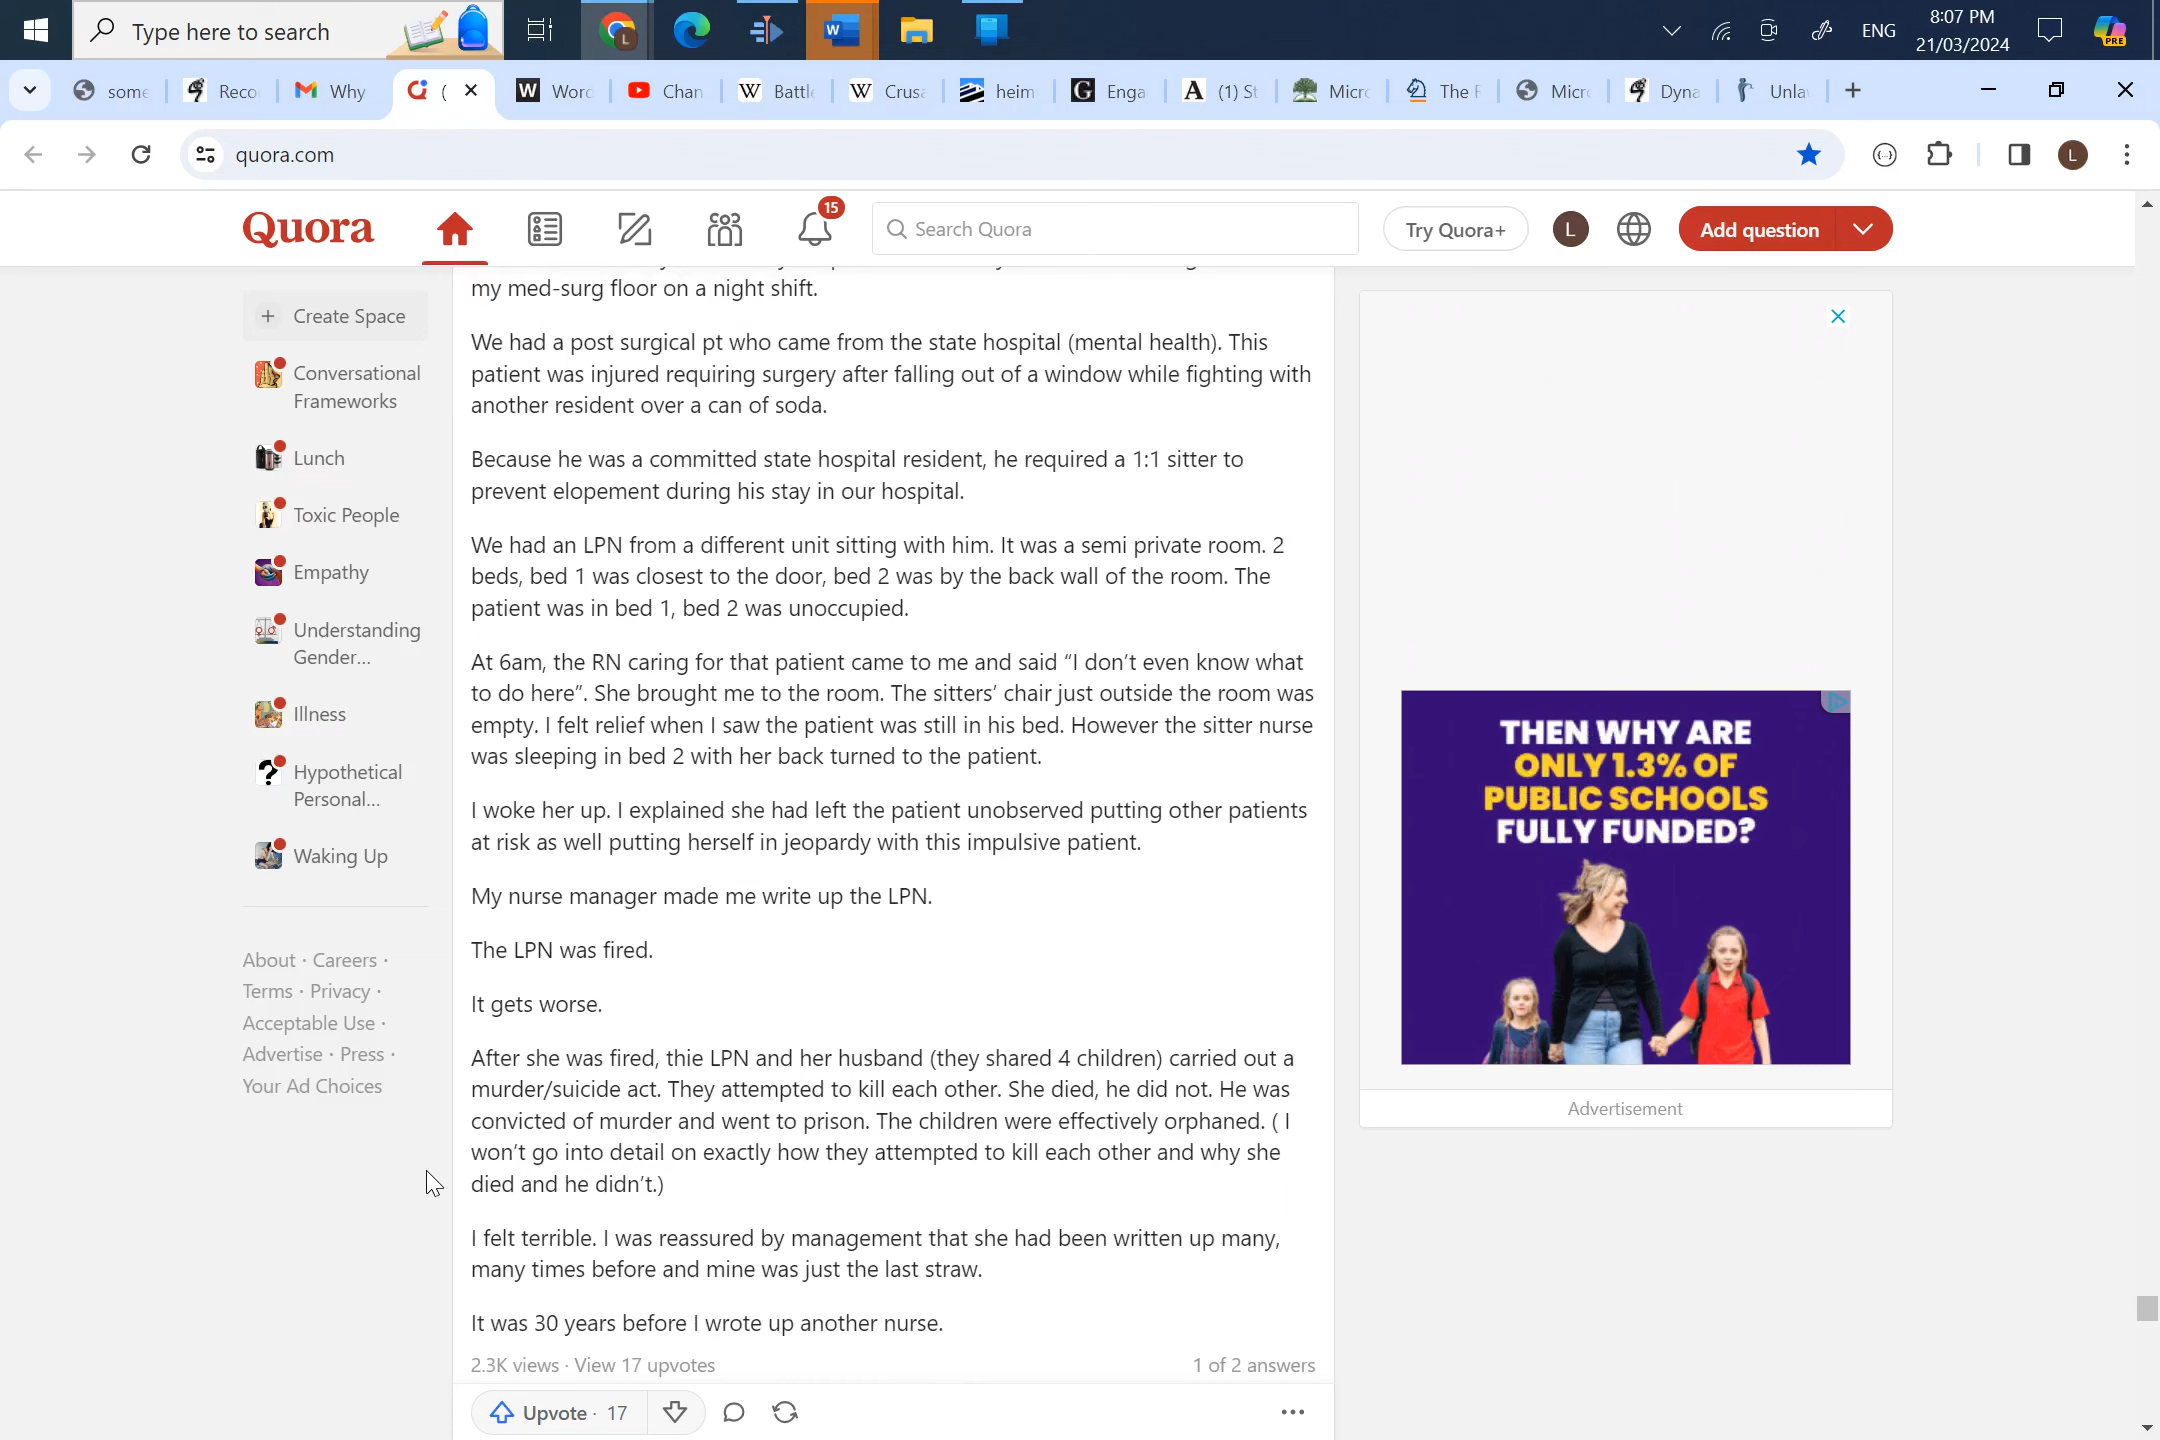 Type here to search
ENG
8:07 PM
21/03/2024
PRE
some
Reco
Why
(
Word
Chan
Battle
Crusa
heim
Enga
(1) St
Micro
The F
Micro
Dyna
Unla
quora.com
L
Quora
15
Search Quora
Try Quora+
L
Add question
Create Space
Conversational
Frameworks
Lunch
Toxic People
Empathy
Understanding
Gender...
Illness
Hypothetical
Personal...
Waking Up
About · Careers ·
Terms · Privacy ·
Acceptable Use ·
Advertise · Press ·
Your Ad Choices
my med-surg floor on a night shift.
We had a post surgical pt who came from the state hospital (mental health). This
patient was injured requiring surgery after falling out of a window while fighting with
another resident over a can of soda.
Because he was a committed state hospital resident, he required a 1:1 sitter to
prevent elopement during his stay in our hospital.
We had an LPN from a different unit sitting with him. It was a semi private room. 2
beds, bed 1 was closest to the door, bed 2 was by the back wall of the room. The
patient was in bed 1, bed 2 was unoccupied.
At 6am, the RN caring for that patient came to me and said “I don’t even know what
to do here”. She brought me to the room. The sitters’ chair just outside the room was
empty. I felt relief when I saw the patient was still in his bed. However the sitter nurse
was sleeping in bed 2 with her back turned to the patient.
I woke her up. I explained she had left the patient unobserved putting other patients
at risk as well putting herself in jeopardy with this impulsive patient.
My nurse manager made me write up the LPN.
The LPN was fired.
It gets worse.
After she was fired, thie LPN and her husband (they shared 4 children) carried out a
murder/suicide act. They attempted to kill each other. She died, he did not. He was
convicted of murder and went to prison. The children were effectively orphaned. ( I
won’t go into detail on exactly how they attempted to kill each other and why she
died and he didn’t.)
I felt terrible. I was reassured by management that she had been written up many,
many times before and mine was just the last straw.
It was 30 years before I wrote up another nurse.
2.3K views · View 17 upvotes
1 of 2 answers
Upvote · 17
THEN WHY ARE
ONLY 1.3% OF
PUBLIC SCHOOLS
FULLY FUNDED?
Advertisement